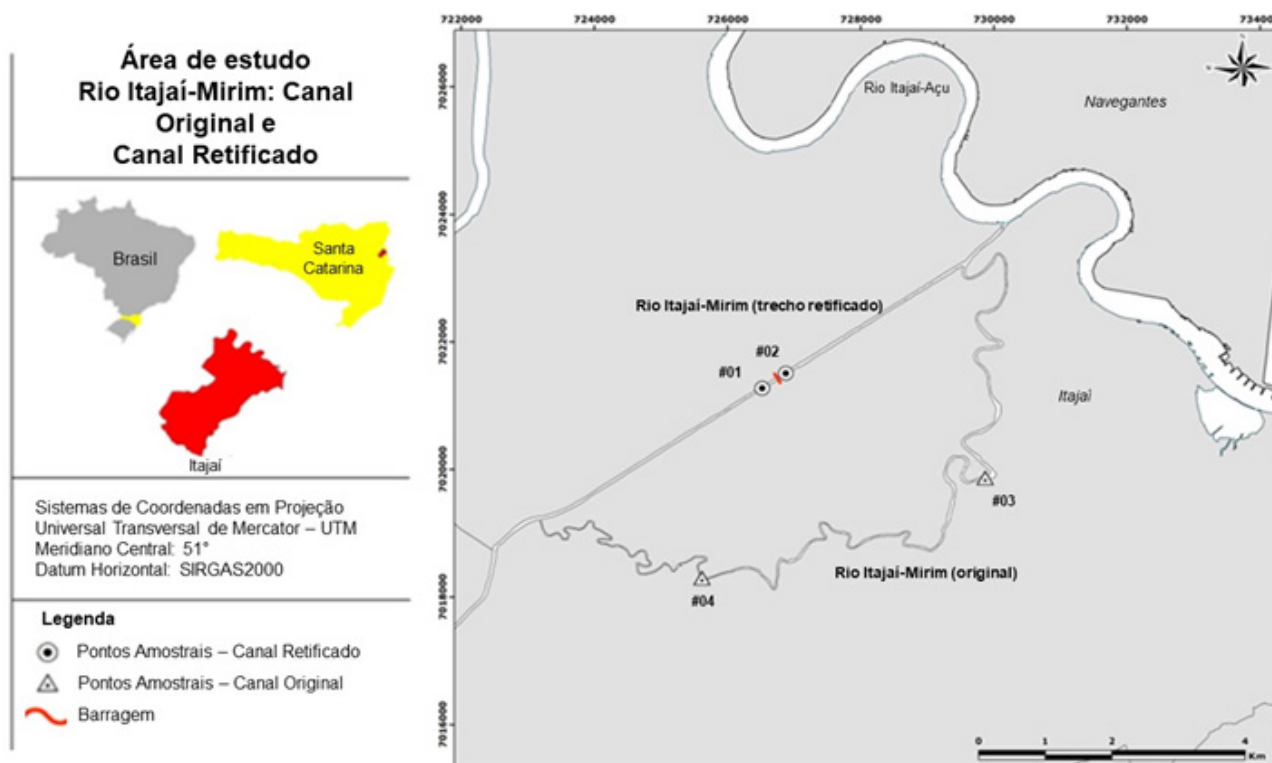 Área de estudo
Rio Itajaí-Mirim: Canal
Original e
Canal Retificado
Brasil
Santa
Catarina
Itajaí
Sistemas de Coordenadas em Projeção
Universal Transversal de Mercator – UTM
Meridiano Central: 51°
Datum Horizontal: SIRGAS2000
Legenda
Pontos Amostrais – Canal Retificado
Pontos Amostrais – Canal Original
Barragem
722000
724000
726000
728000
730000
732000
734000
7026000
7024000
7022000
7020000
7018000
7016000
Rio Itajaí-Açu
Navegantes
Rio Itajaí-Mirim (trecho retificado)
#02
#01
Itajaí
#03
Rio Itajaí-Mirim (original)
#04
0 1 2 4
Km